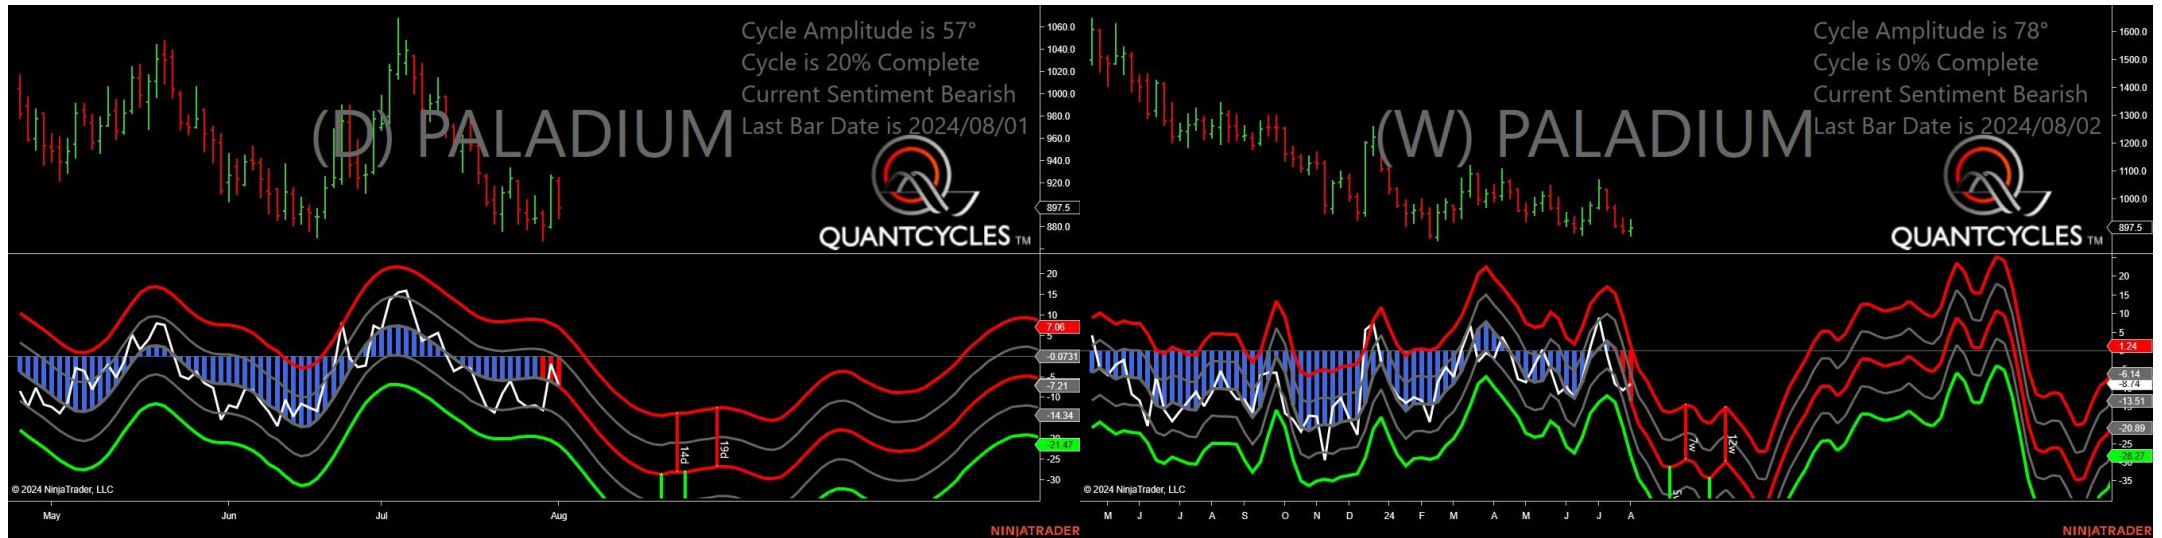 Cycle Amplitude is 57°
Cycle is 20% Complete
Current Sentiment Bearish
Last Bar Date is 2024/08/01
(D) PALADIUM
QUANTCYCLES TM
1060.0
1040.0
1020.0
1000.0
980.0
960.0
940.0
920.0
897.5
880.0
20
15
10
5
7.06
-0.0731
-5
-7.21
-10
-14.34
-20
-21.47
-25
-30
14d
19d
© 2024 NinjaTrader, LLC
May
Jun
Jul
Aug
NINJATRADER
Cycle Amplitude is 78°
Cycle is 0% Complete
Current Sentiment Bearish
Last Bar Date is 2024/08/02
(W) PALADIUM
QUANTCYCLES TM
1600.0
1500.0
1400.0
1300.0
1200.0
1100.0
1000.0
897.5
20
15
10
5
1.24
-6.14
-8.74
-13.51
-20.89
-25
-28.27
-35
7w
12w
© 2024 NinjaTrader, LLC
M
J
J
A
S
O
N
D
24
F
M
A
M
J
J
A
NINJATRADER